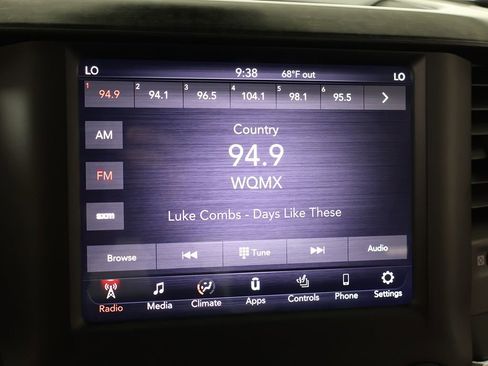 LO 9:38 68°F out LO
1 94.9 2 94.1 3 96.5 4 104.1 5 98.1 6 95.5
AM
Country
94.9
FM
WQMX
sxm
Luke Combs - Days Like These
Browse Tune Audio
Radio Media Climate Apps Controls Phone Settings